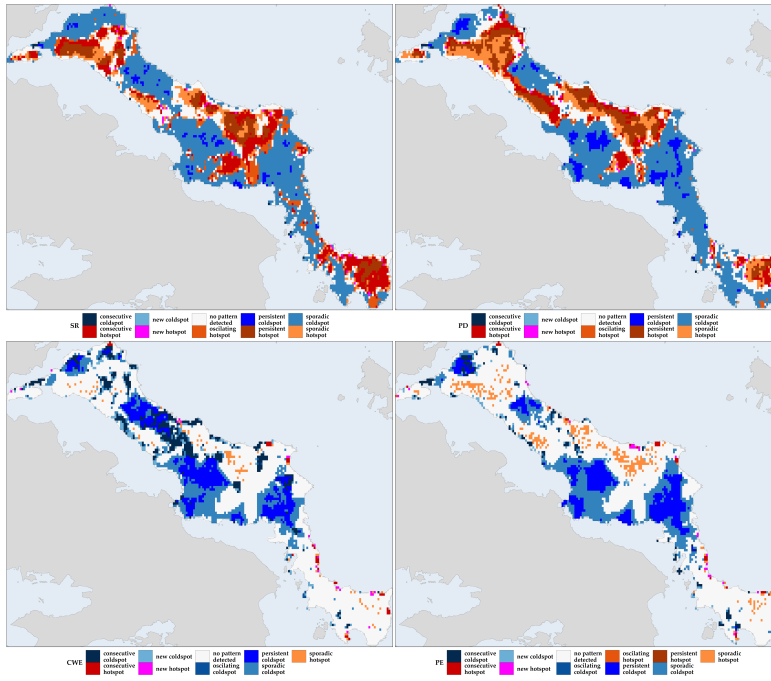 SR
consecutive coldspot
new coldspot
no pattern detected
persistent coldspot
sporadic coldspot
consecutive hotspot
new hotspot
oscilating hotspot
persistent hotspot
sporadic hotspot
PD
consecutive coldspot
new coldspot
no pattern detected
persistent coldspot
sporadic coldspot
consecutive hotspot
new hotspot
oscilating hotspot
persistent hotspot
sporadic hotspot
CWE
consecutive coldspot
new coldspot
no pattern detected
persistent coldspot
sporadic hotspot
consecutive hotspot
new hotspot
oscilating coldspot
sporadic coldspot
PE
consecutive coldspot
new coldspot
no pattern detected
oscilating hotspot
persistent hotspot
sporadic hotspot
consecutive hotspot
new hotspot
oscilating coldspot
persistent coldspot
sporadic coldspot